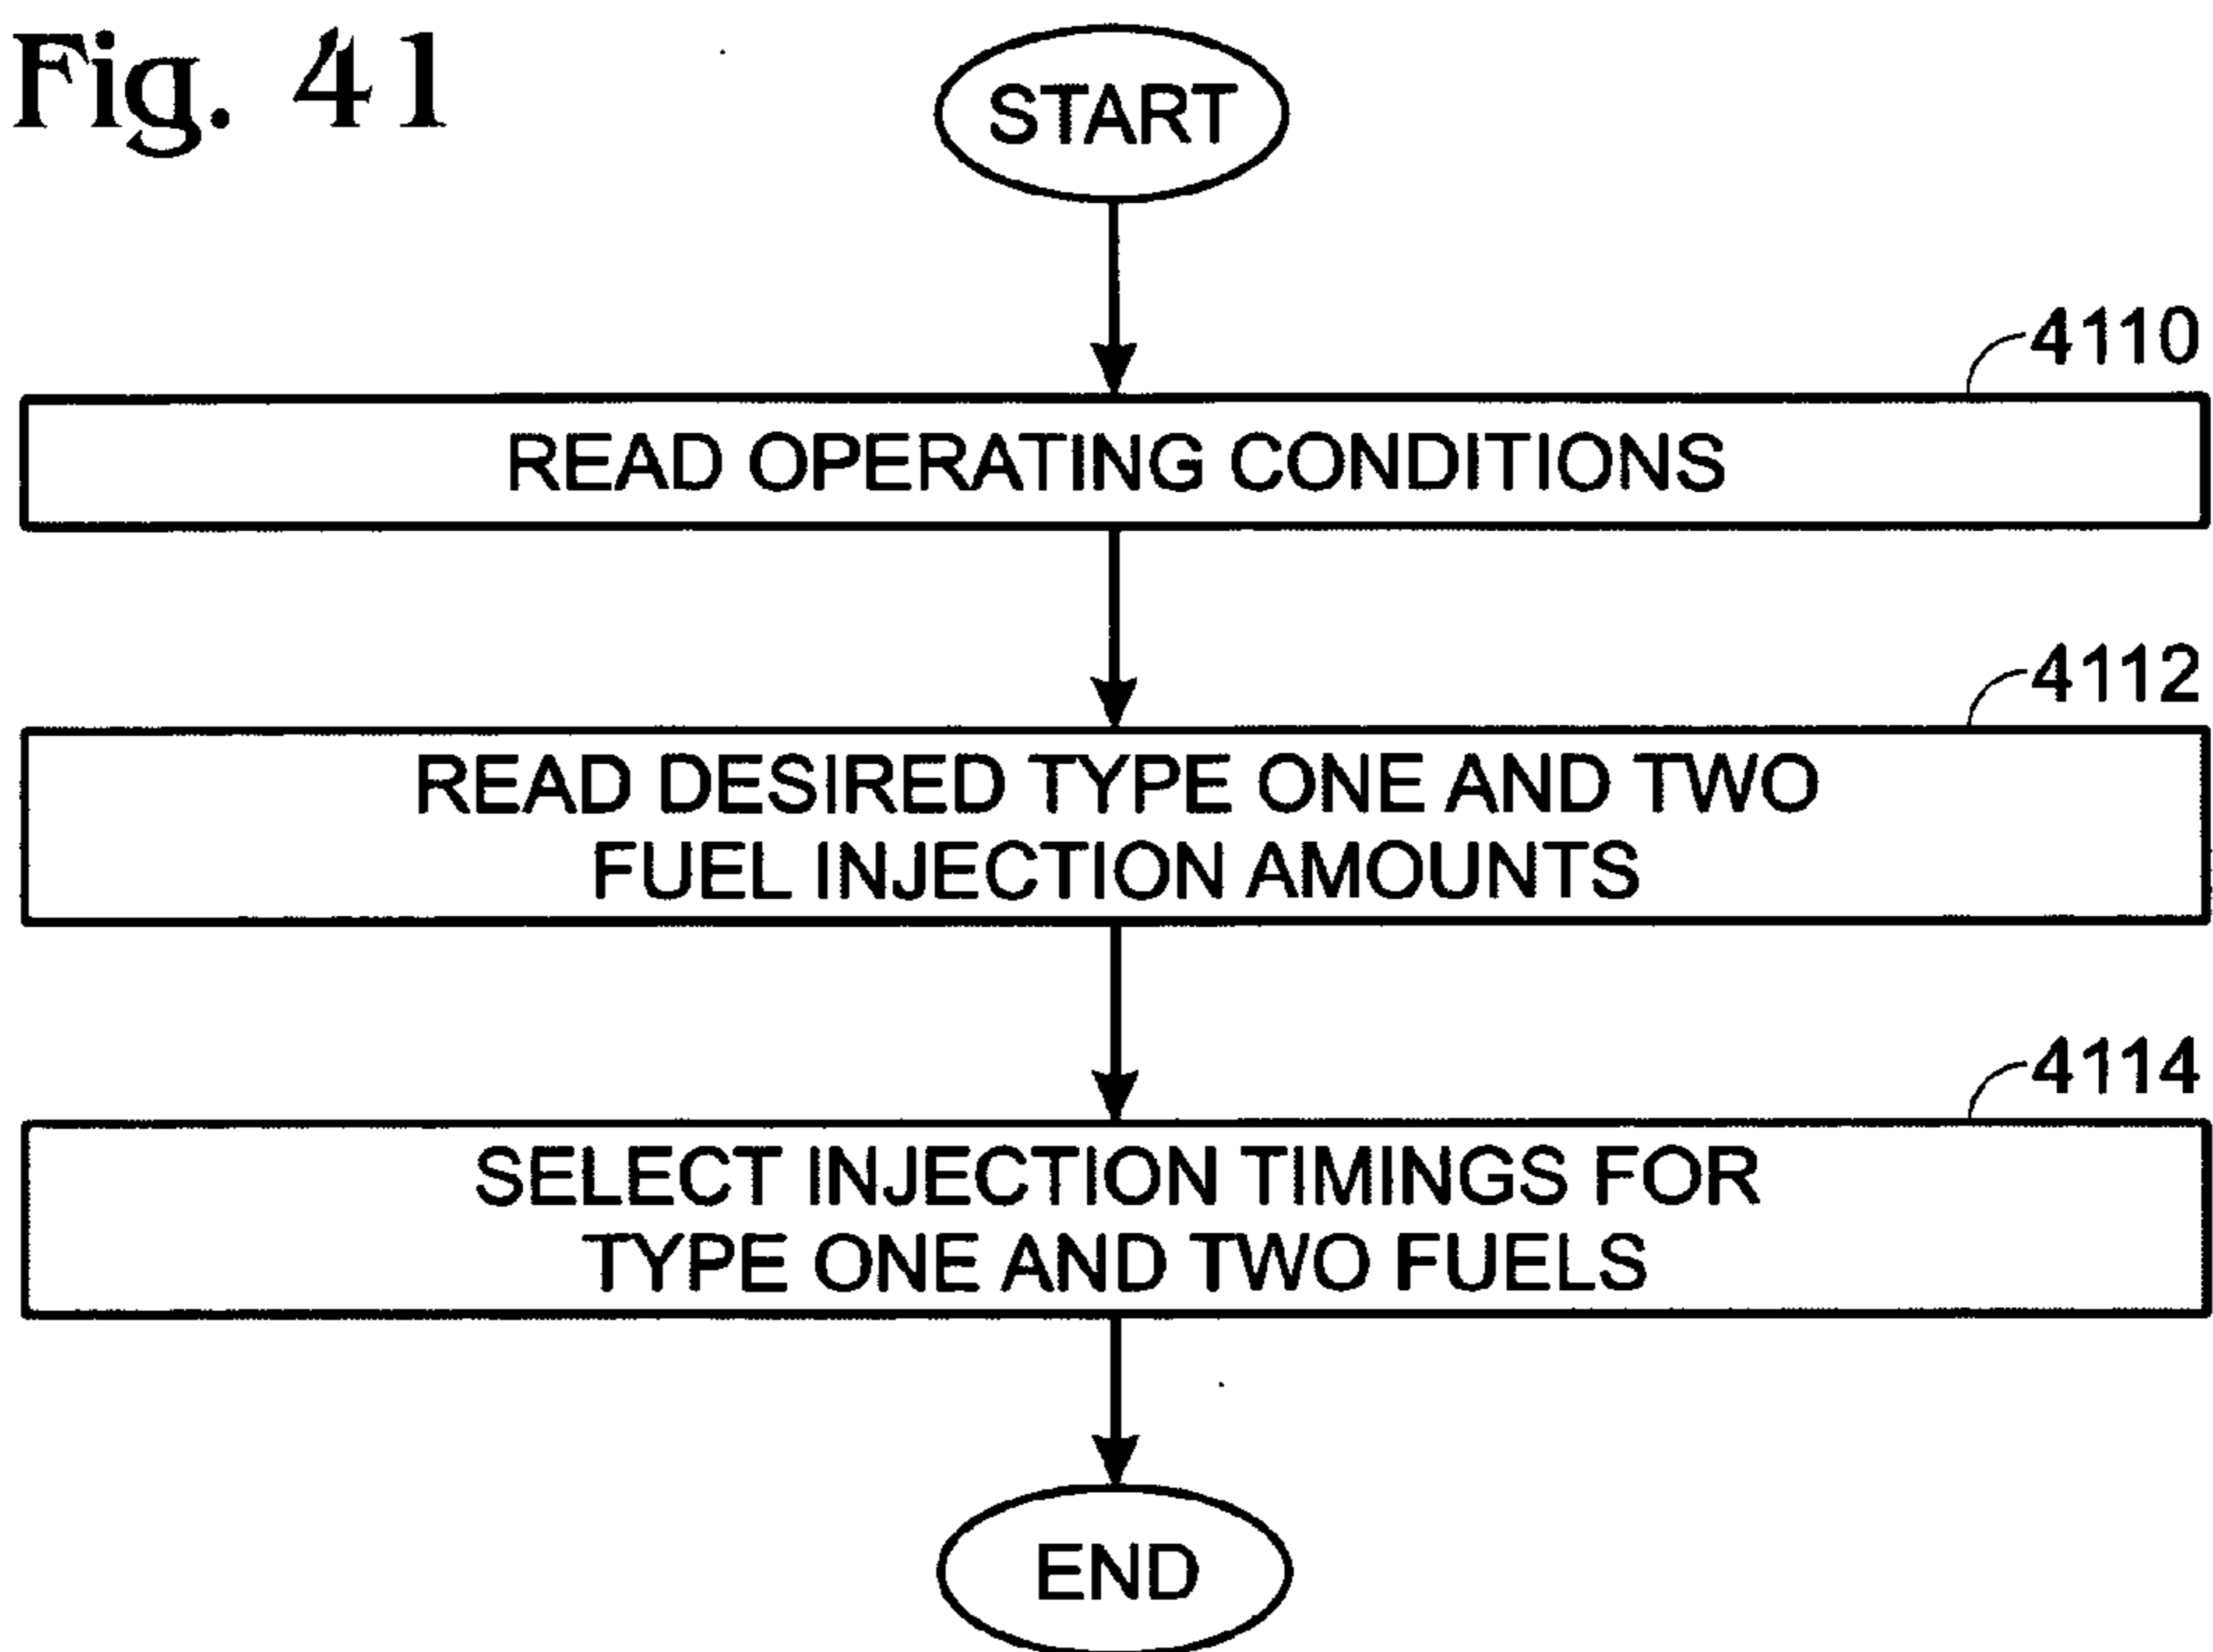 Fig. 41
START
4110
READ OPERATING CONDITIONS
4112
READ DESIRED TYPE ONE AND TWO
FUEL INJECTION AMOUNTS
4114
SELECT INJECTION TIMINGS FOR
TYPE ONE AND TWO FUELS
END